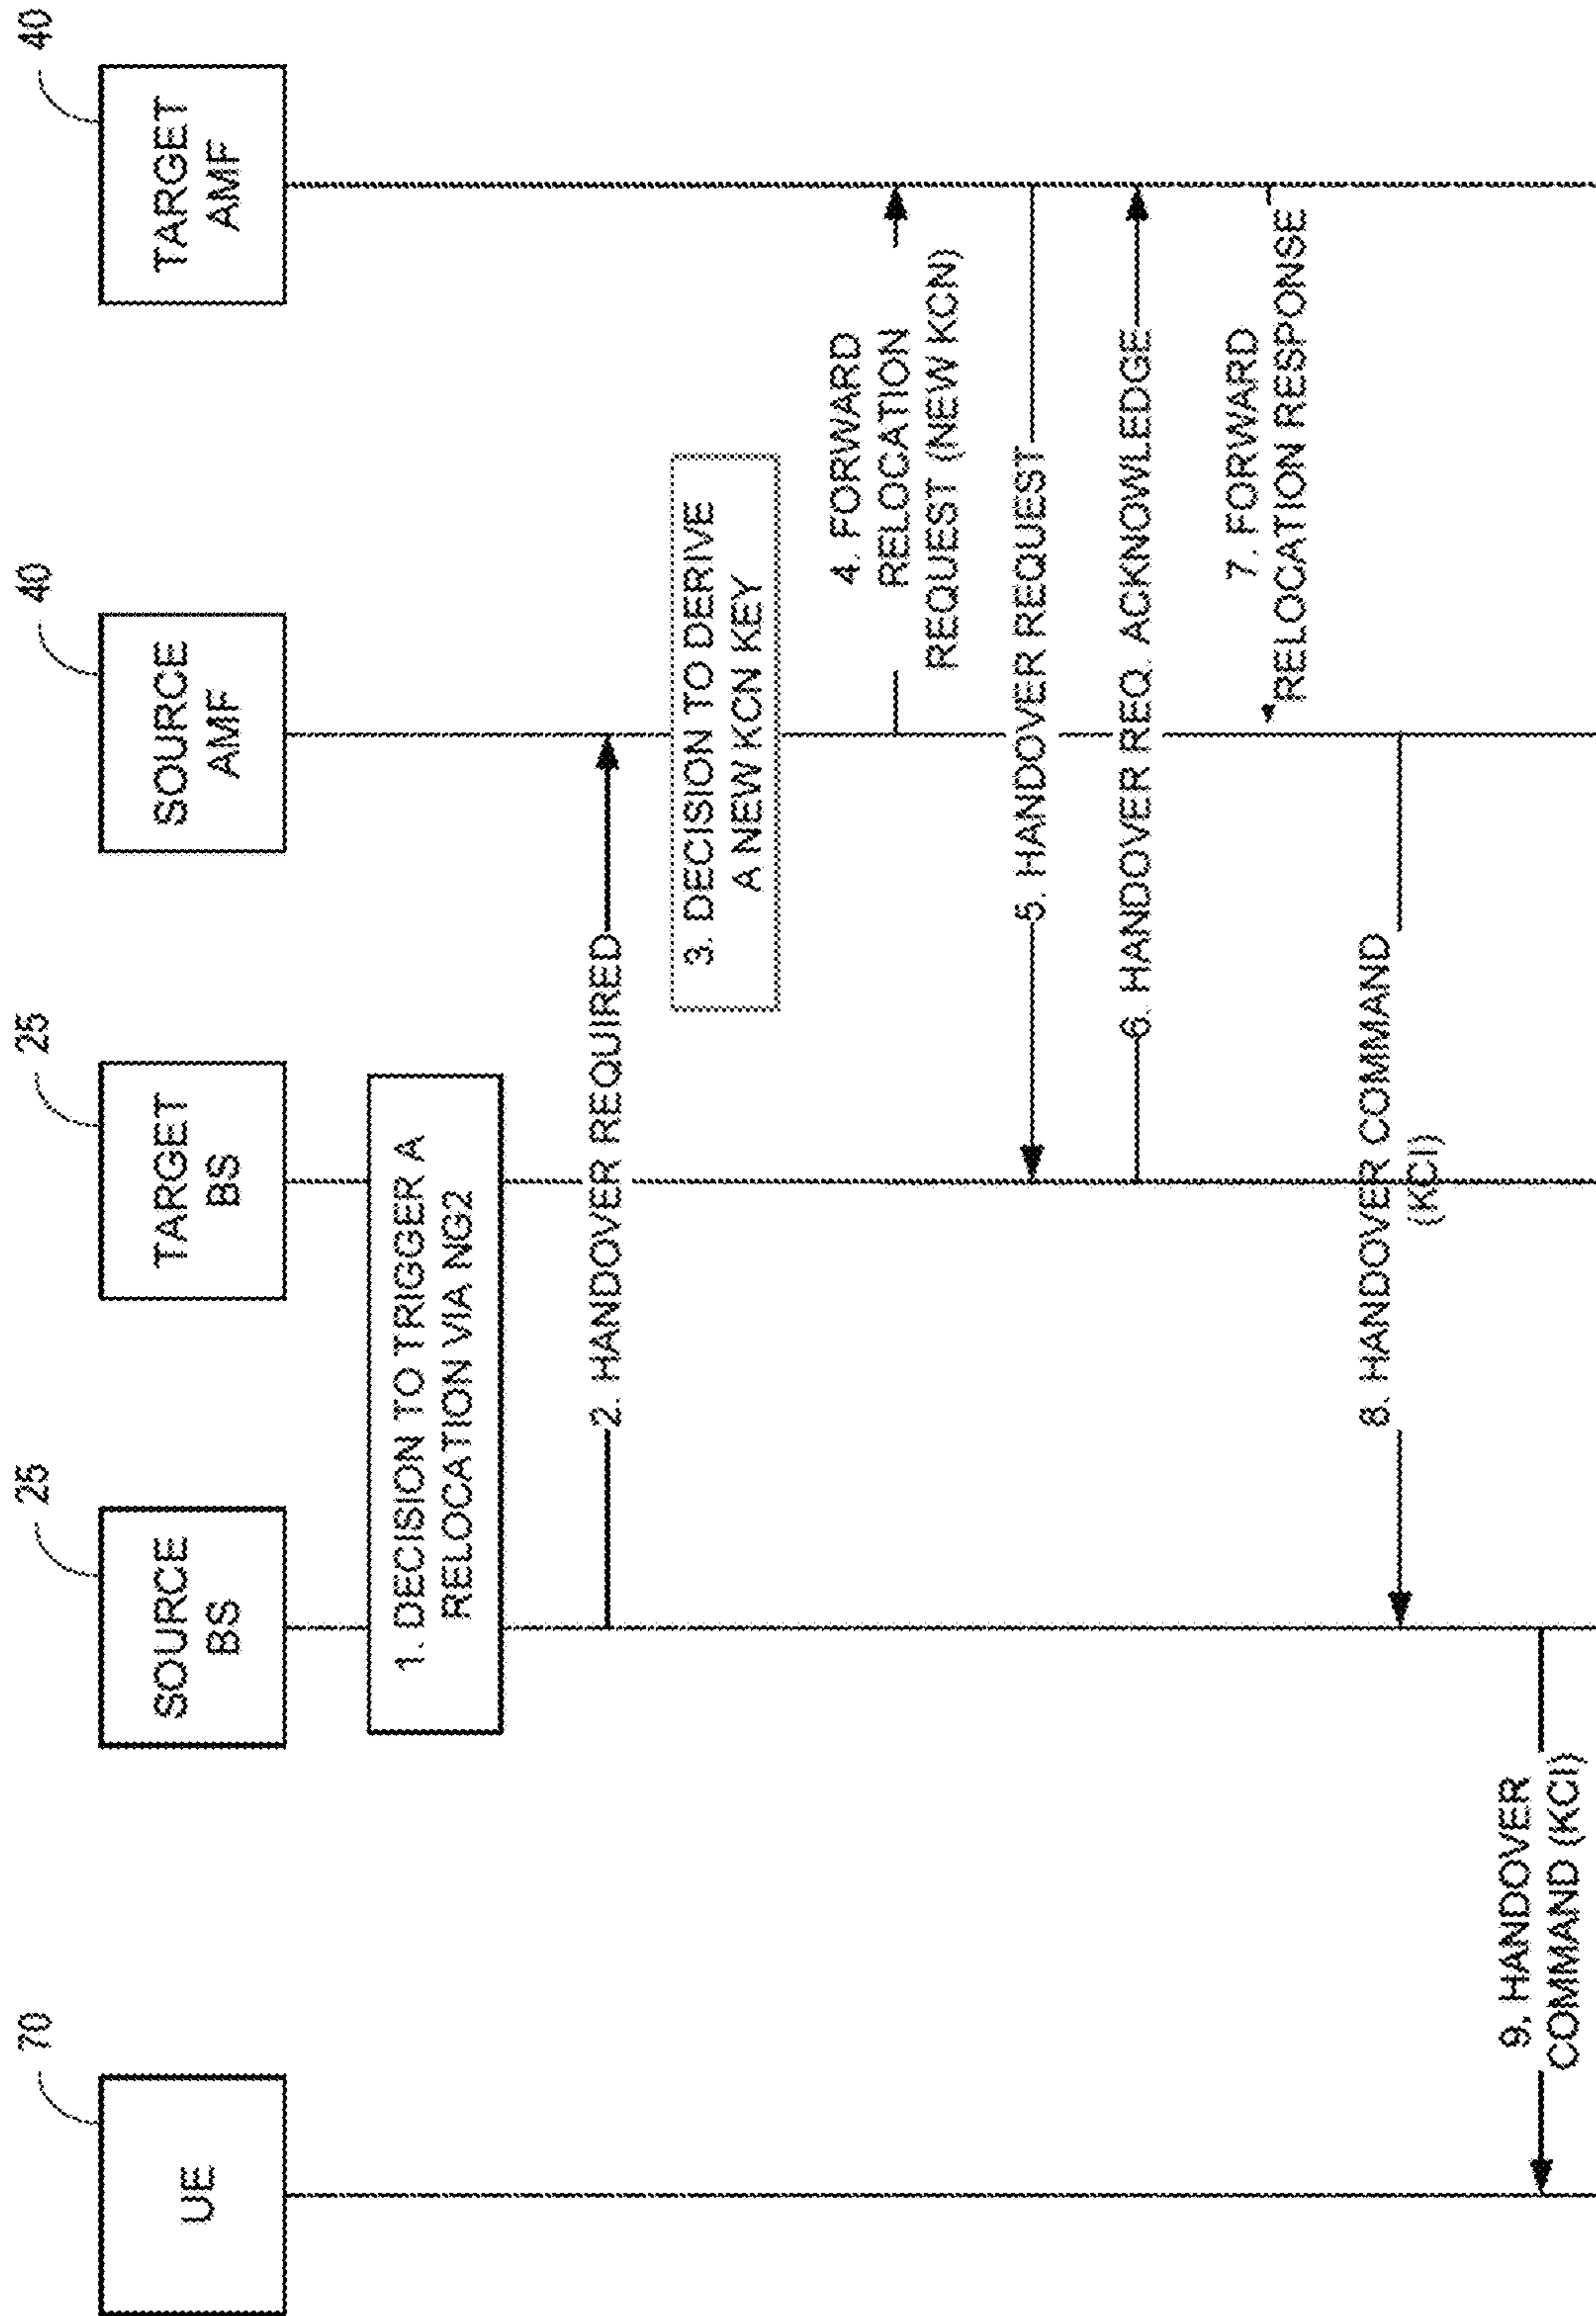 70
25
25
40
40
UE
SOURCE
BS
TARGET
BS
SOURCE
AMF
TARGET
AMF
1. DECISION TO TRIGGER A
RELOCATION VIA NG2
2. HANDOVER REQUIRED
3. DECISION TO DERIVE
A NEW KCN KEY
4. FORWARD
RELOCATION
REQUEST (NEW KCN)
5. HANDOVER REQUEST
6. HANDOVER REQ. ACKNOWLEDGE
7. FORWARD
RELOCATION RESPONSE
8. HANDOVER COMMAND
(KCI)
9. HANDOVER
COMMAND (KCI)